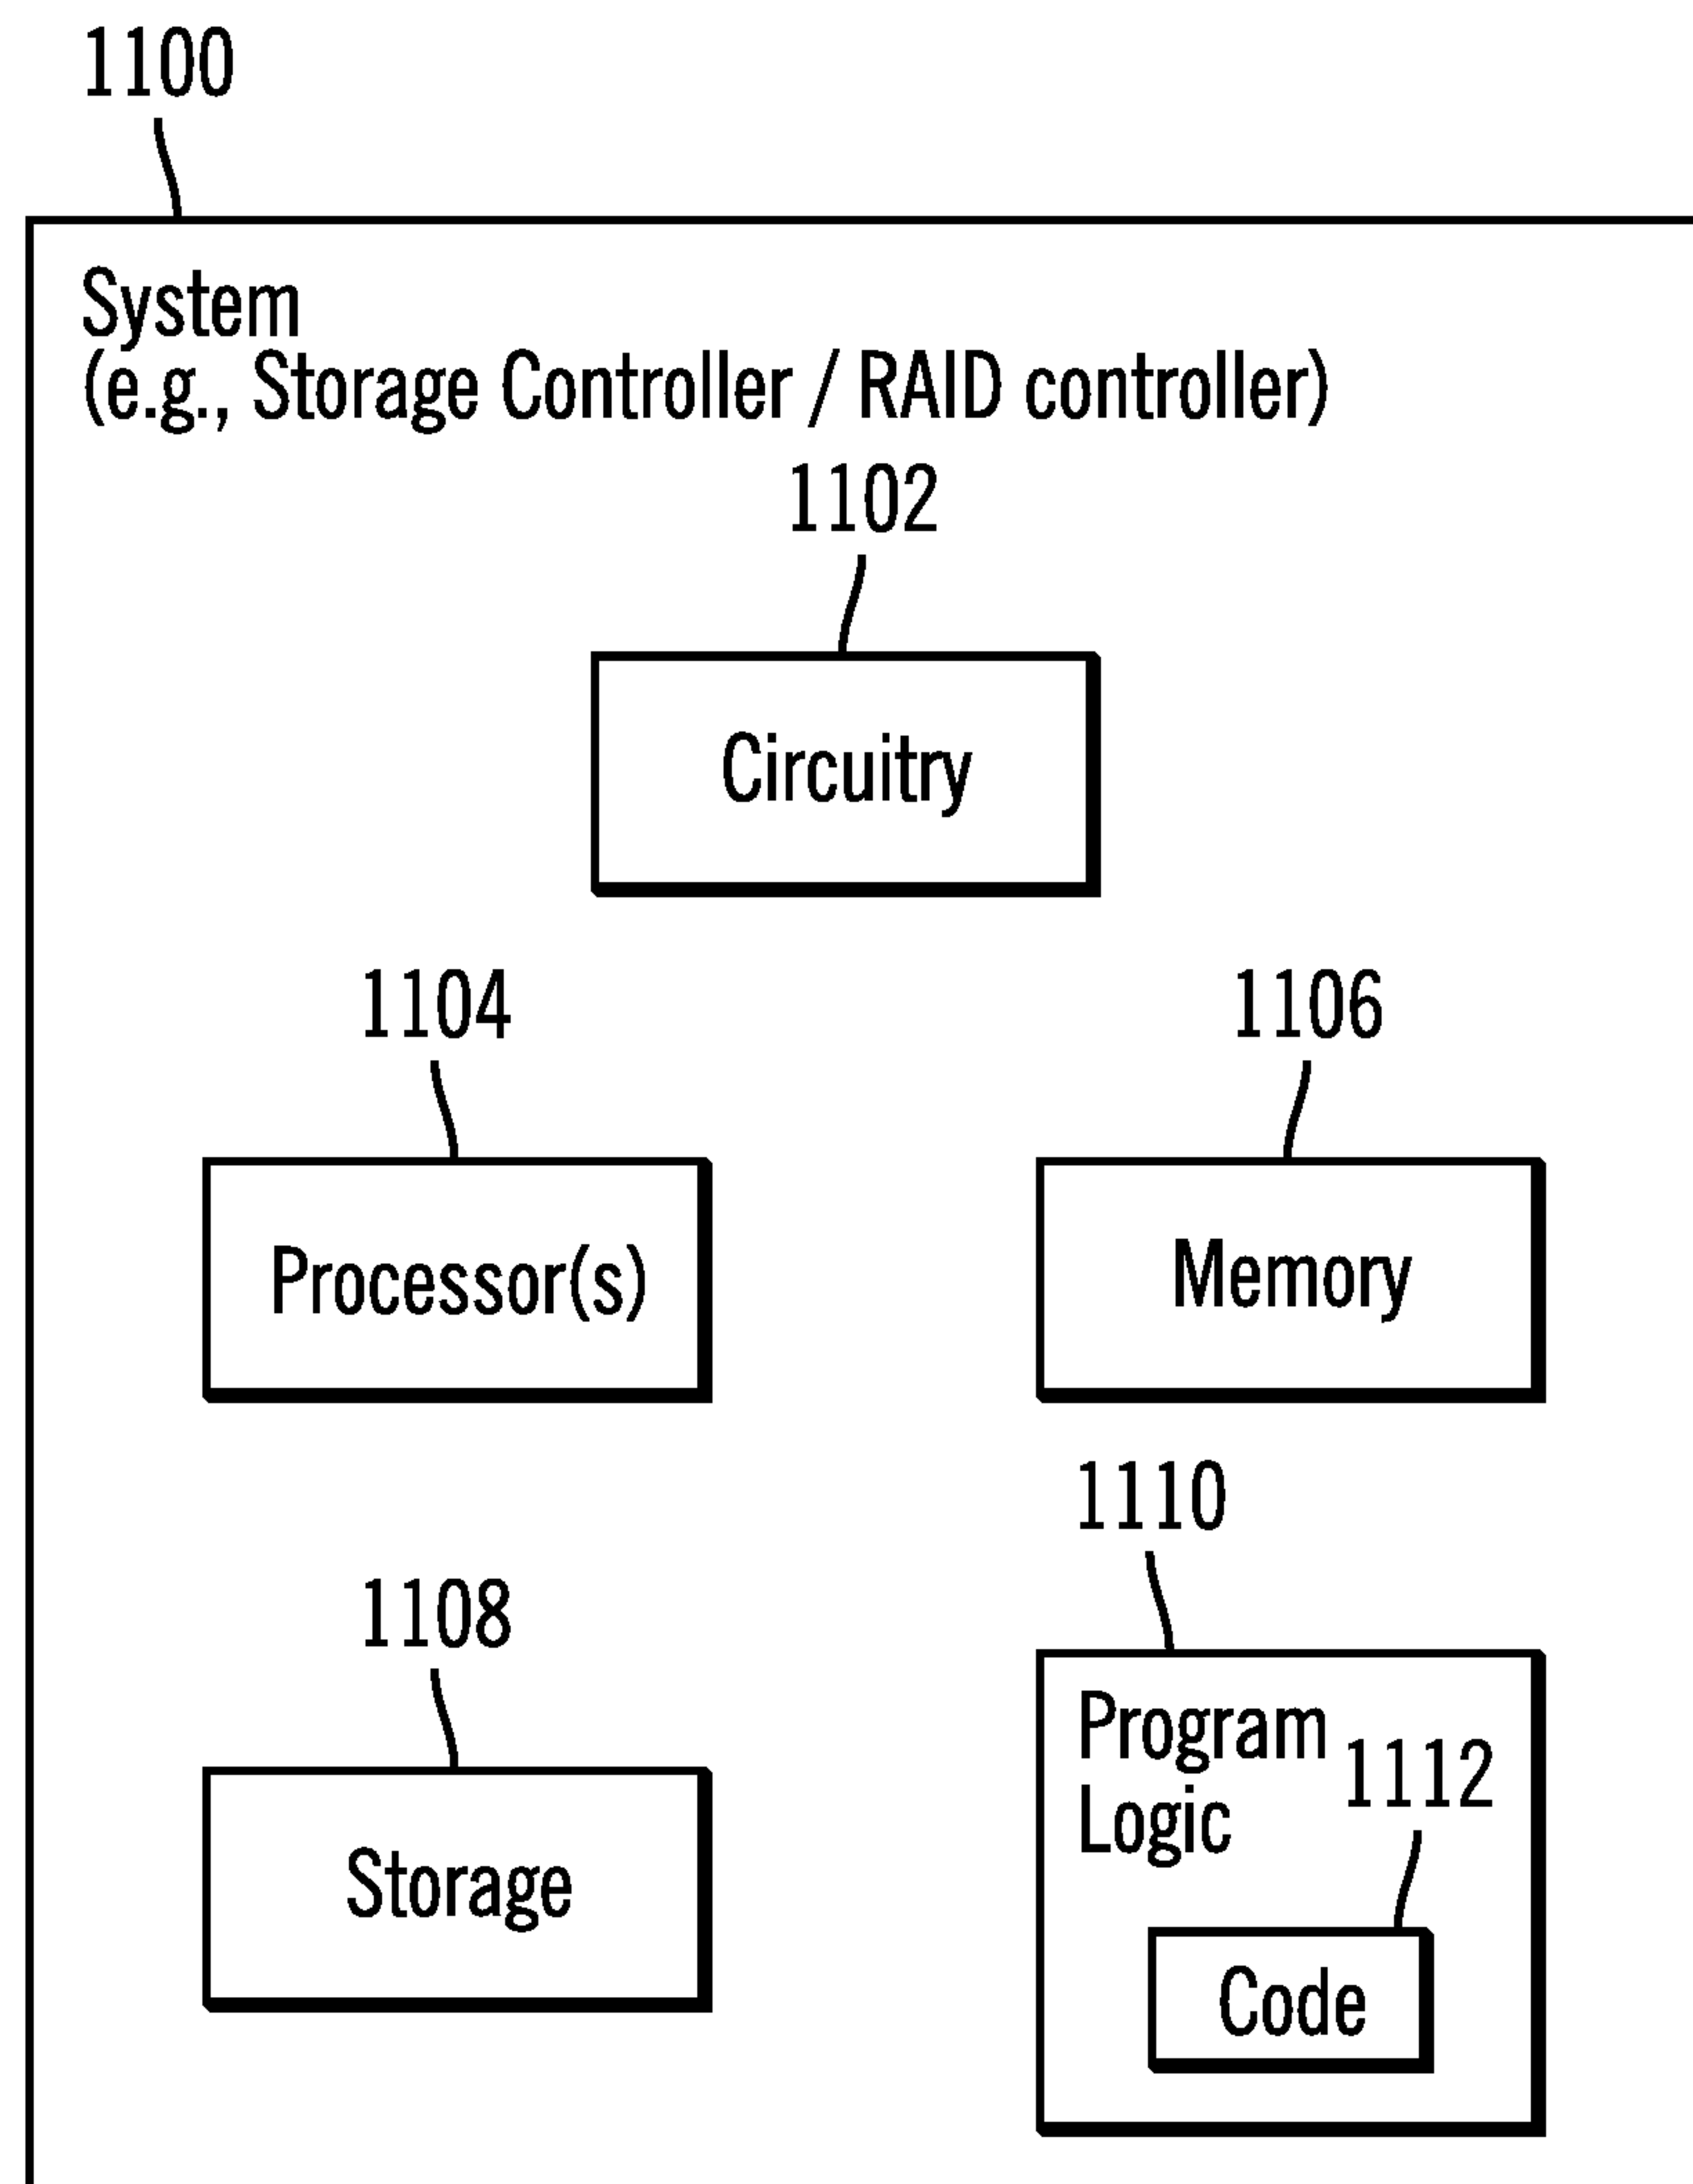 1100
System
(e.g., Storage Controller / RAID controller)
1102
Circuitry
1104
1106
Processor(s)
Memory
1110
1108
Program
Logic
1112
Storage
Code